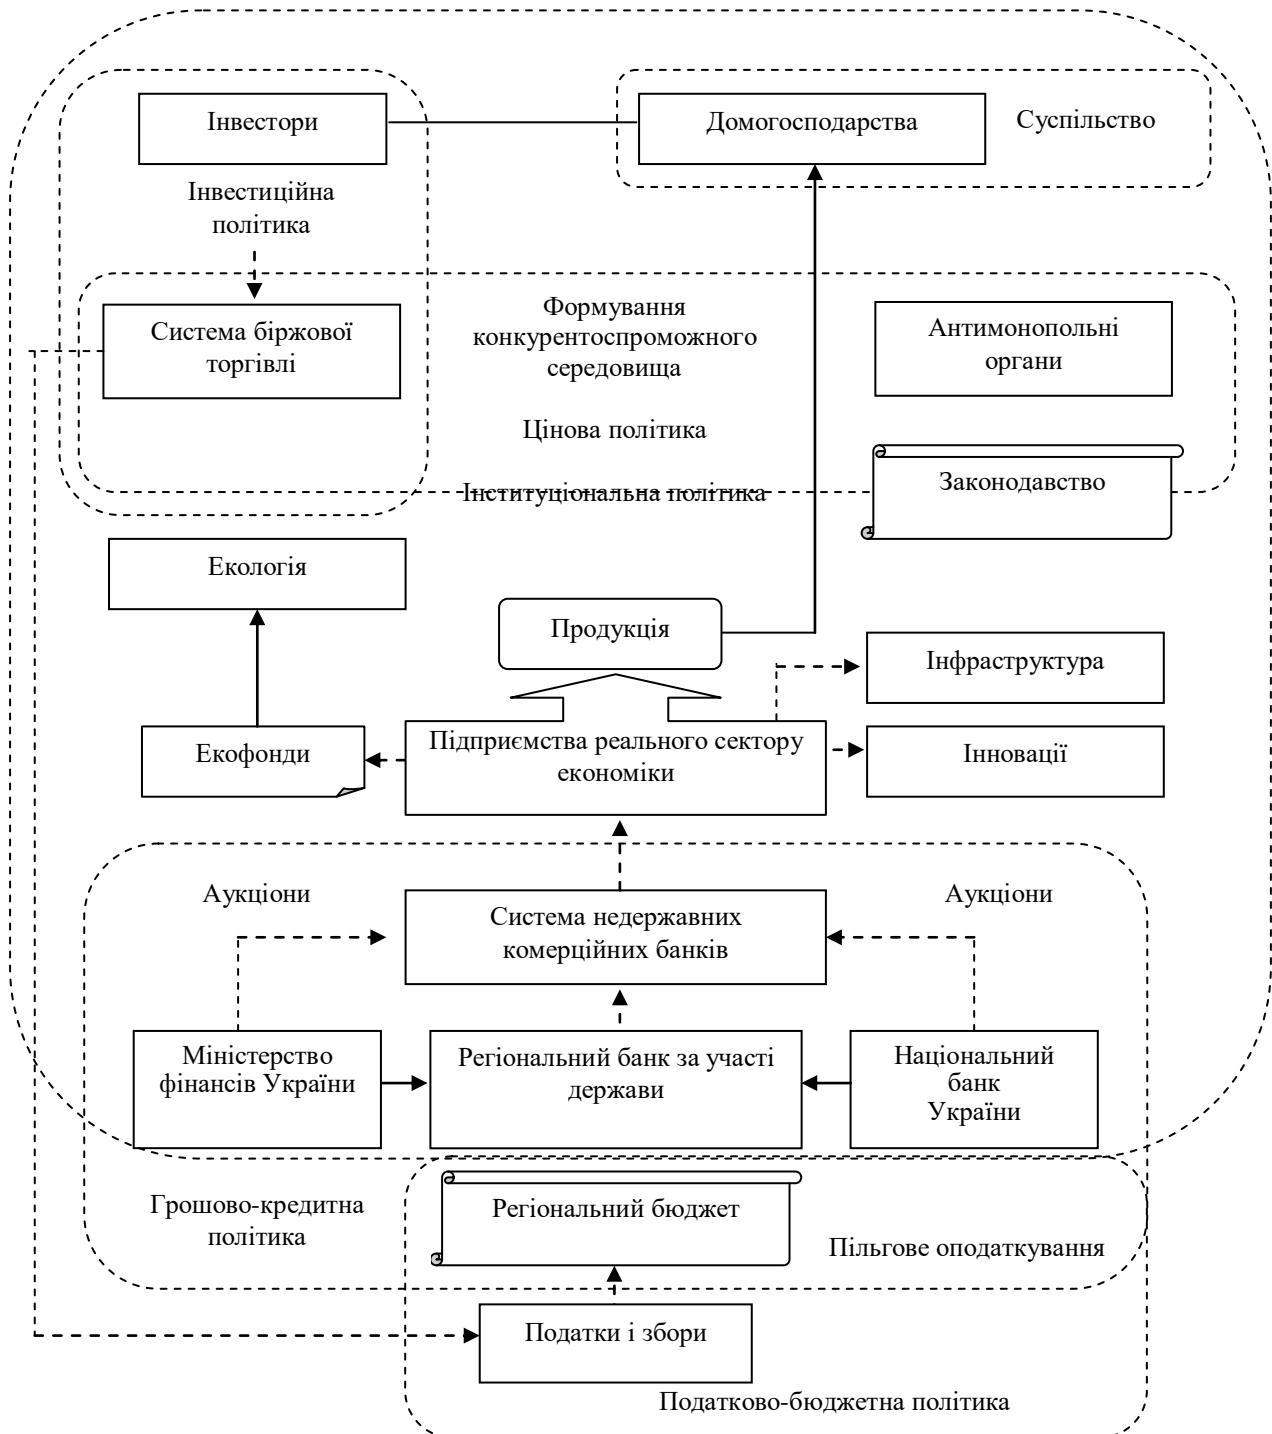 Інвестори
Домогосподарства
Суспільство
Інвестиційна
політика
Система біржової
торгівлі
Формування
конкурентоспроможного
середовища
Цінова політика
Інституціональна політика
Антимонопольні
органи
Законодавство
Екологія
Продукція
Інфраструктура
Екофонди
Підприємства реального сектору
економіки
Інновації
Аукціони
Система недержавних
комерційних банків
Аукціони
Міністерство
фінансів України
Регіональний банк за участі
держави
Національний
банк
України
Грошово-кредитна
політика
Регіональний бюджет
Пільгове оподаткування
Податки і збори
Податково-бюджетна політика